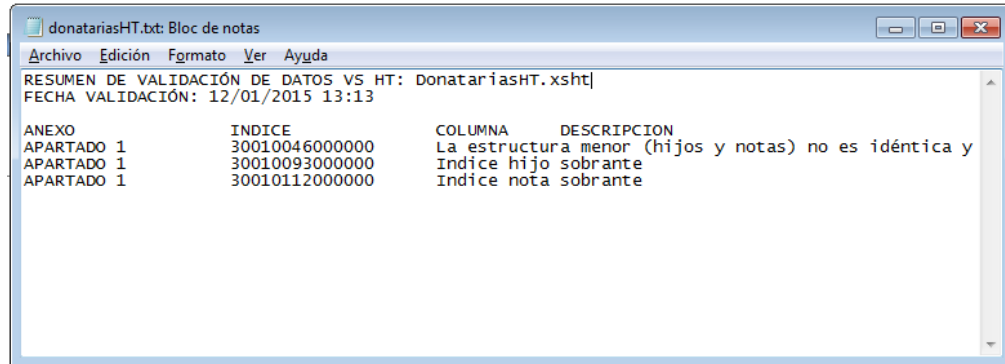 donatariasHT.txt: Bloc de notas
Archivo Edición Formato Ver Ayuda
RESUMEN DE VALIDACIÓN DE DATOS VS HT: DonatariasHT.xsht
FECHA VALIDACIÓN: 12/01/2015 13:13
ANEXO INDICE COLUMNA DESCRIPCION
APARTADO 1 30010046000000 La estructura menor (hijos y notas) no es idéntica y
APARTADO 1 30010093000000 Indice hijo sobrante
APARTADO 1 30010112000000 Indice nota sobrante